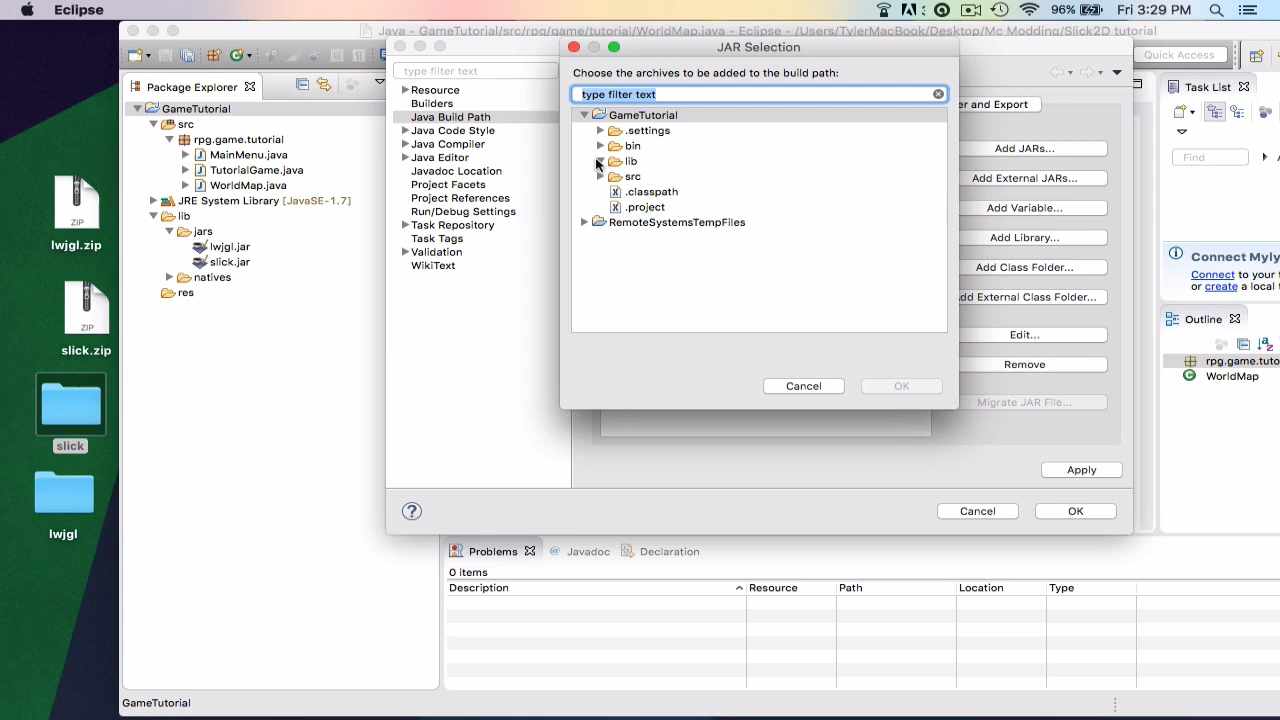 Eclipse
96%
Fri 3:29 PM
Java - GameTutorial/src/rpg/game/tutorial/WorldMap.java - Eclipse - /Users/TylerMacBook/Desktop/Mc Modding/Slick2D tutorial
Quick Access
Package Explorer
GameTutorial
src
rpg.game.tutorial
MainMenu.java
TutorialGame.java
WorldMap.java
JRE System Library [JavaSE-1.7]
lib
jars
lwjgl.jar
slick.jar
natives
res
ZIP
lwjgl.zip
ZIP
slick.zip
slick
lwjgl
type filter text
Resource
Builders
Java Build Path
Java Code Style
Java Compiler
Java Editor
Javadoc Location
Project Facets
Project References
Run/Debug Settings
Task Repository
Task Tags
Validation
WikiText
JAR Selection
Choose the archives to be added to the build path:
type filter text
GameTutorial
.settings
bin
lib
src
.classpath
.project
RemoteSystemsTempFiles
Cancel
OK
er and Export
Add JARs...
Add External JARs...
Add Variable...
Add Library...
Add Class Folder...
dd External Class Folder...
Edit...
Remove
Migrate JAR File...
Apply
?
Cancel
OK
Task List
Find
A
Connect Myly
Connect to your
or create a local
Outline
rpg.game.tuto
WorldMap
Problems
@ Javadoc
Declaration
0 items
Description
Resource
Path
Location
Type
GameTutorial